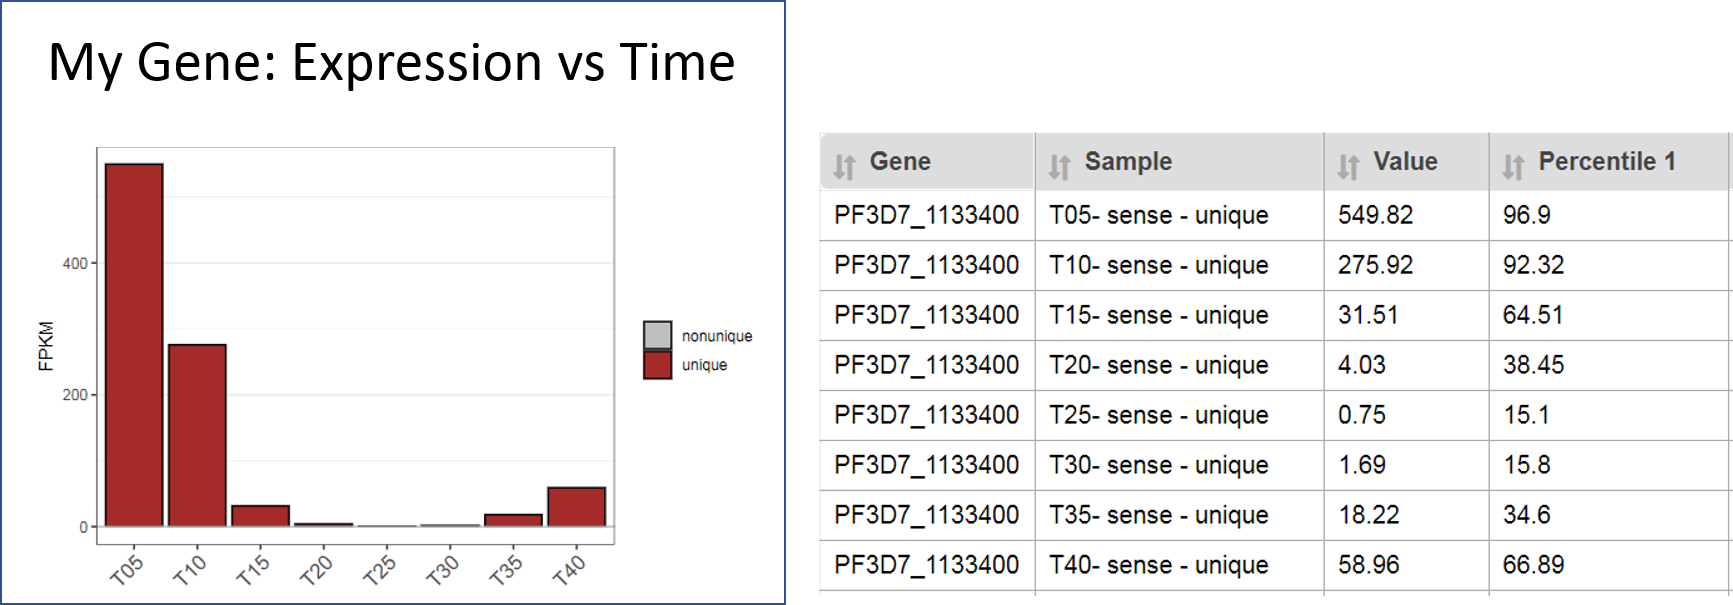 My Gene: Expression vs Time
FPKM
400
200
0
T05 T10 T15 T20 T25 T30 T35 T40
nonunique
unique
Gene Sample Value Percentile 1
PF3D7_1133400 T05- sense - unique 549.82 96.9
PF3D7_1133400 T10- sense - unique 275.92 92.32
PF3D7_1133400 T15- sense - unique 31.51 64.51
PF3D7_1133400 T20- sense - unique 4.03 38.45
PF3D7_1133400 T25- sense - unique 0.75 15.1
PF3D7_1133400 T30- sense - unique 1.69 15.8
PF3D7_1133400 T35- sense - unique 18.22 34.6
PF3D7_1133400 T40- sense - unique 58.96 66.89